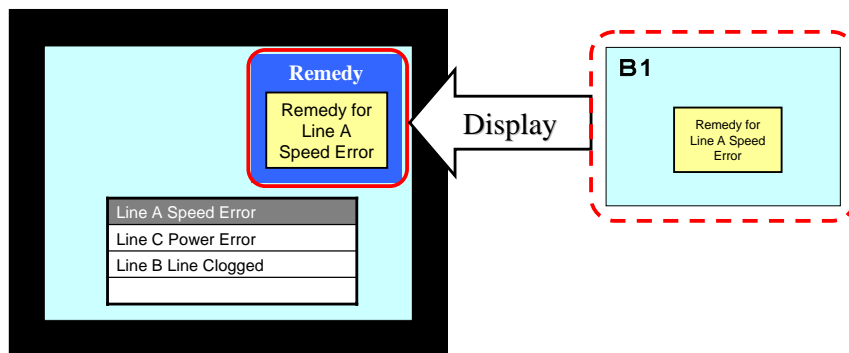 Remedy
Remedy for
Line A
Speed Error
Line A Speed Error
Line C Power Error
Line B Line Clogged
Display
B1
Remedy for
Line A Speed
Error